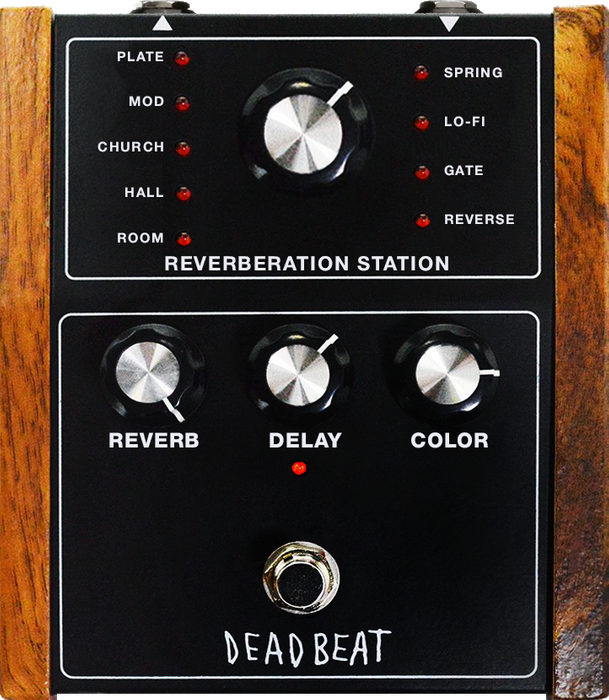 PLATE
SPRING
MOD
LO-FI
CHURCH
GATE
HALL
REVERSE
ROOM
REVERBERATION STATION
REVERB DELAY COLOR
DEADBEAT